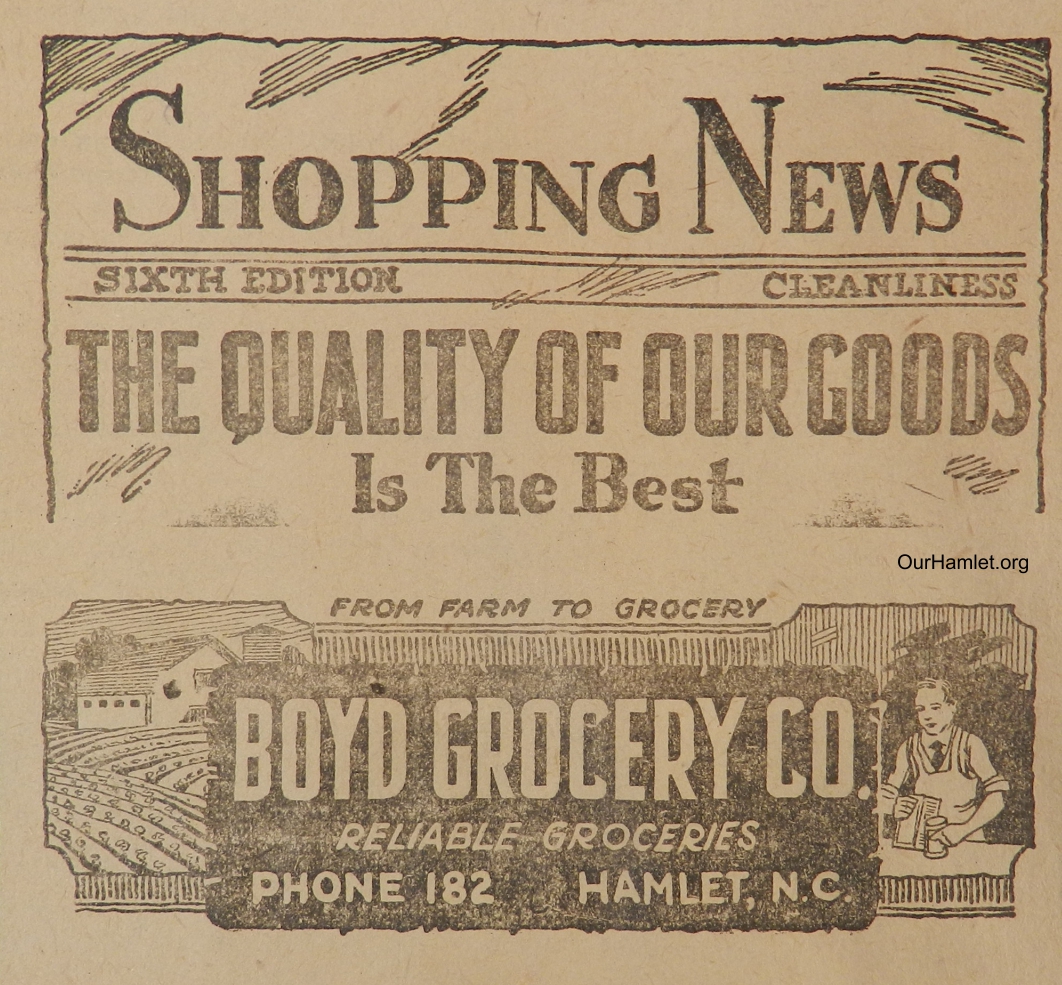 SHOPPING NEWS
SIXTH EDITION CLEANLINESS
THE QUALITY OF OUR GOODS
Is The Best
OurHamlet.org
FROM FARM TO GROCERY
BOYD GROCERY CO.
RELIABLE GROCERIES
PHONE 182 HAMLET, N.C.